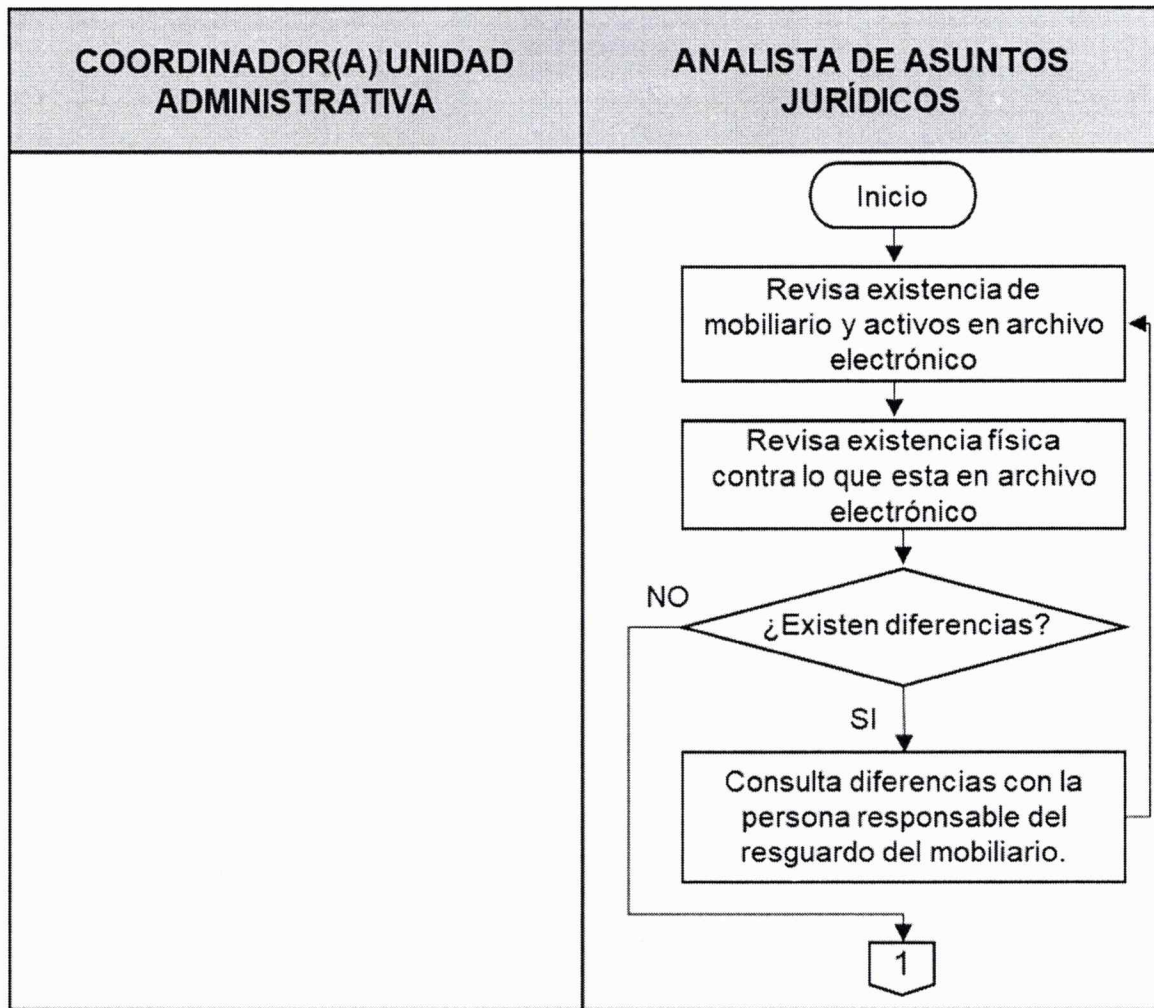 COORDINADOR(A) UNIDAD
ADMINISTRATIVA
ANALISTA DE ASUNTOS
JURÍDICOS
Inicio
Revisa existencia de
mobiliario y activos en archivo
electrónico
Revisa existencia física
contra lo que esta en archivo
electrónico
NO
¿Existen diferencias?
SI
Consulta diferencias con la
persona responsable del
resguardo del mobiliario.
1